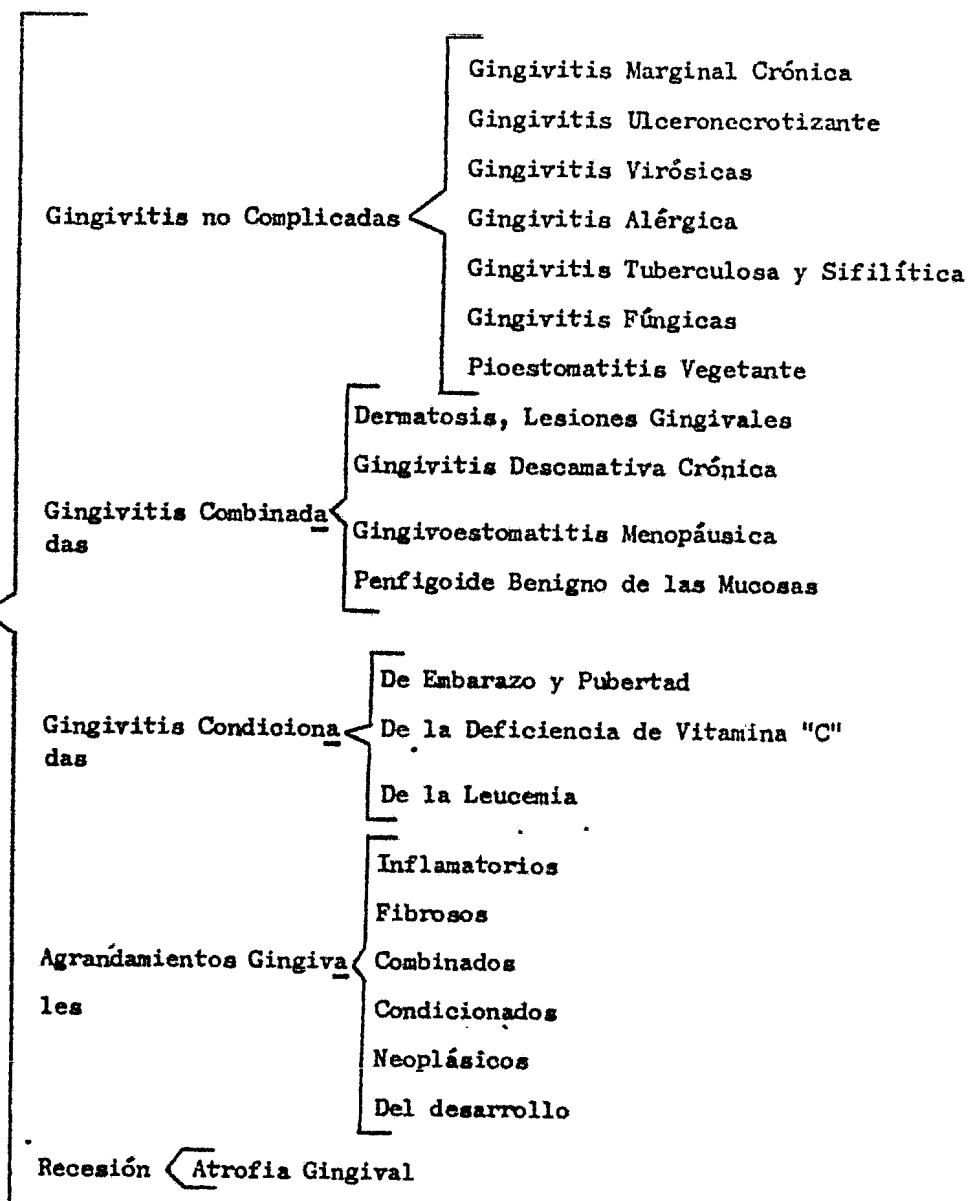 Gingivitis Marginal Crónica
Gingivitis Ulceronecrotizante
Gingivitis Virósicas
Gingivitis no Complicadas
Gingivitis Alérgica
Gingivitis Tuberculosa y Sifilítica
Gingivitis Fúngicas
Pioestomatitis Vegetante
Dermatosis, Lesiones Gingivales
Gingivitis Descamativa Crónica
Gingivitis Combinada
das
Gingivoestomatitis Menopáusica
Penfigoide Benigno de las Mucosas
De Embarazo y Pubertad
Gingivitis Condiciona
das
De la Deficiencia de Vitamina "C"
De la Leucemia
Inflamatorios
Fibrosos
Agrandamientos Gingiva
les
Combinados
Condicionados
Neoplásicos
Del desarrollo
Recesión
Atrofia Gingival